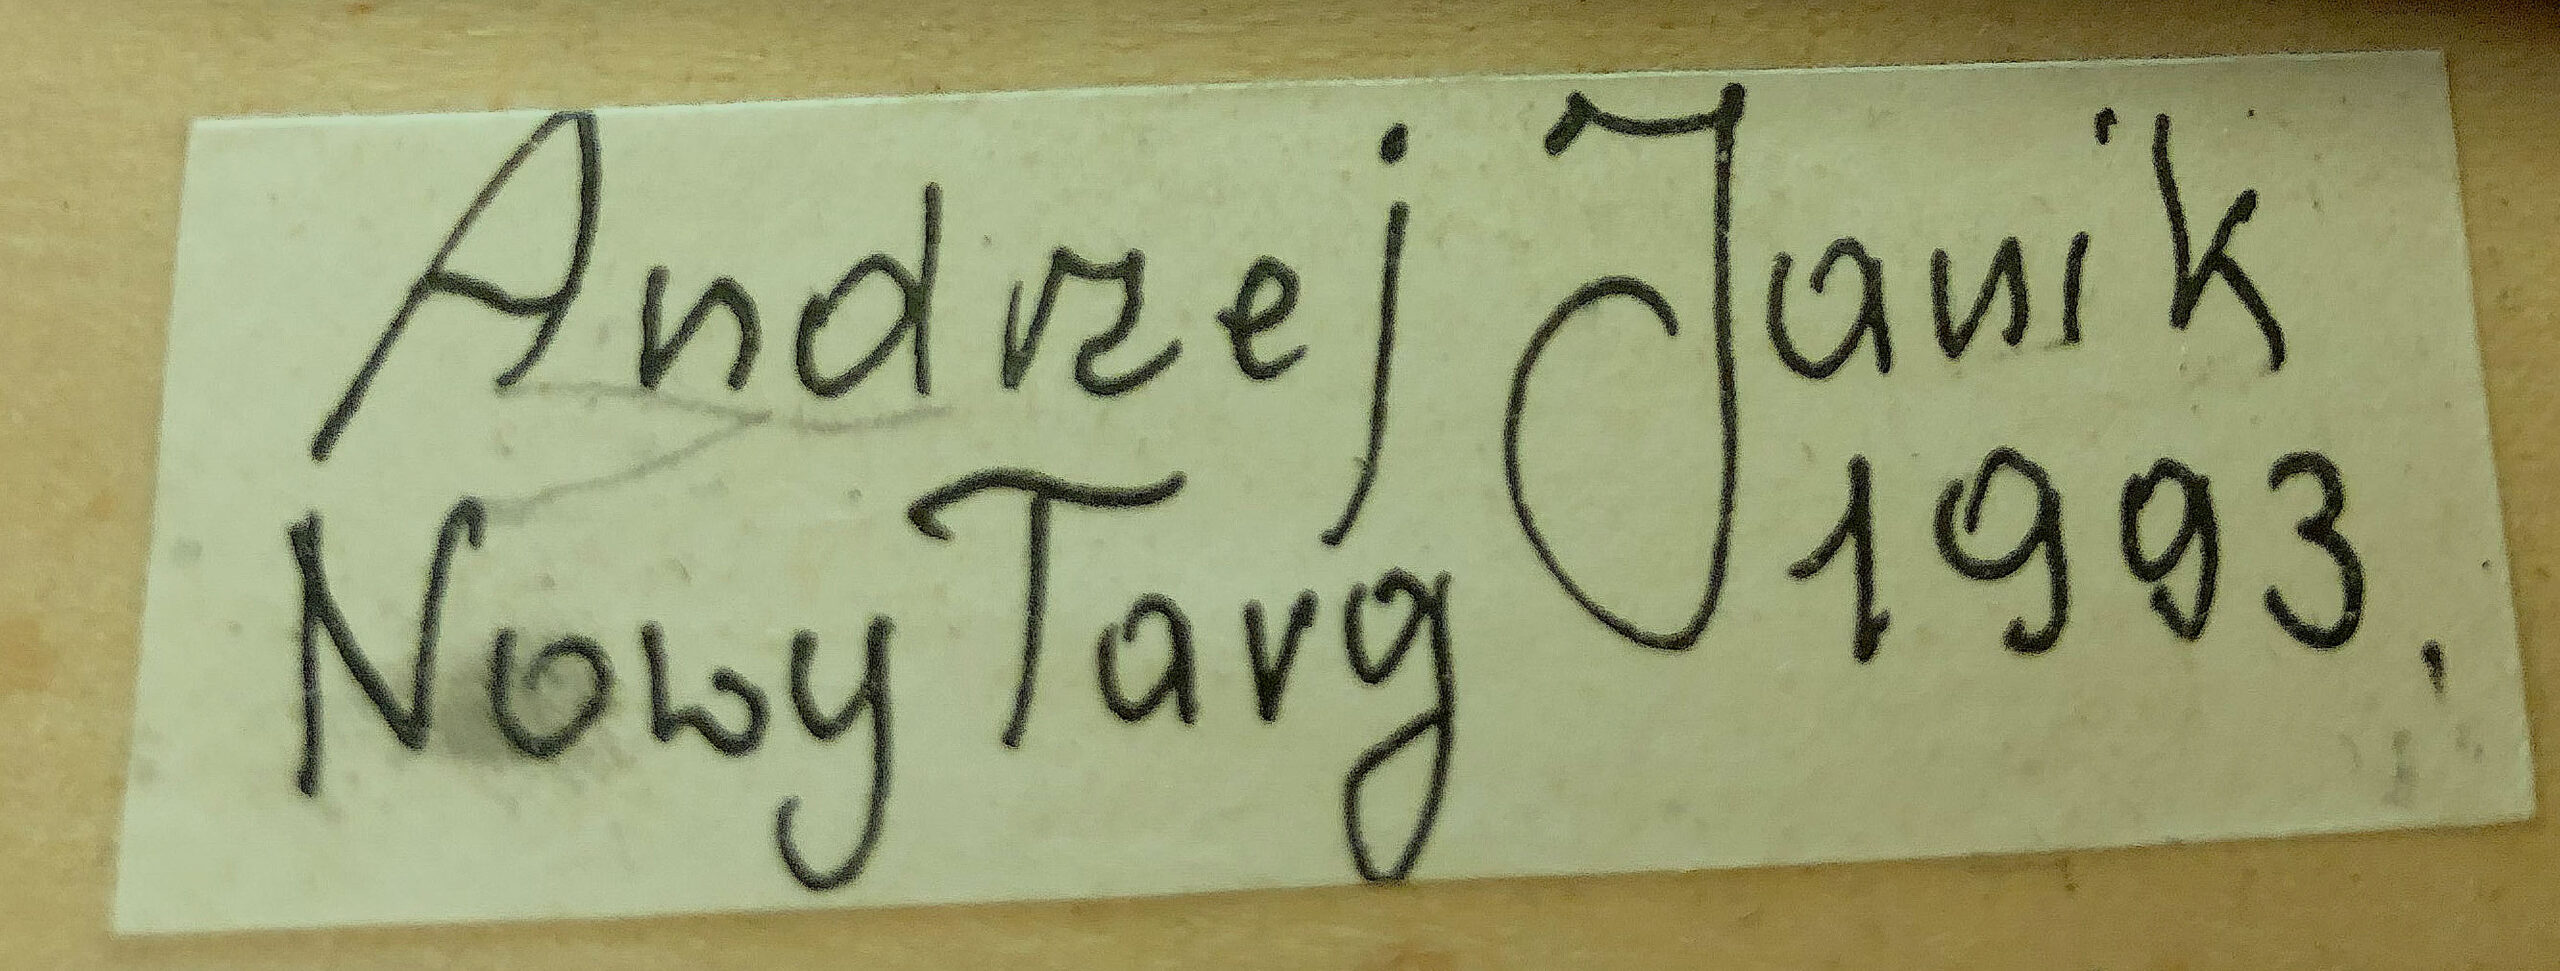 Andrzej Janik
Nowy Targ 1993.